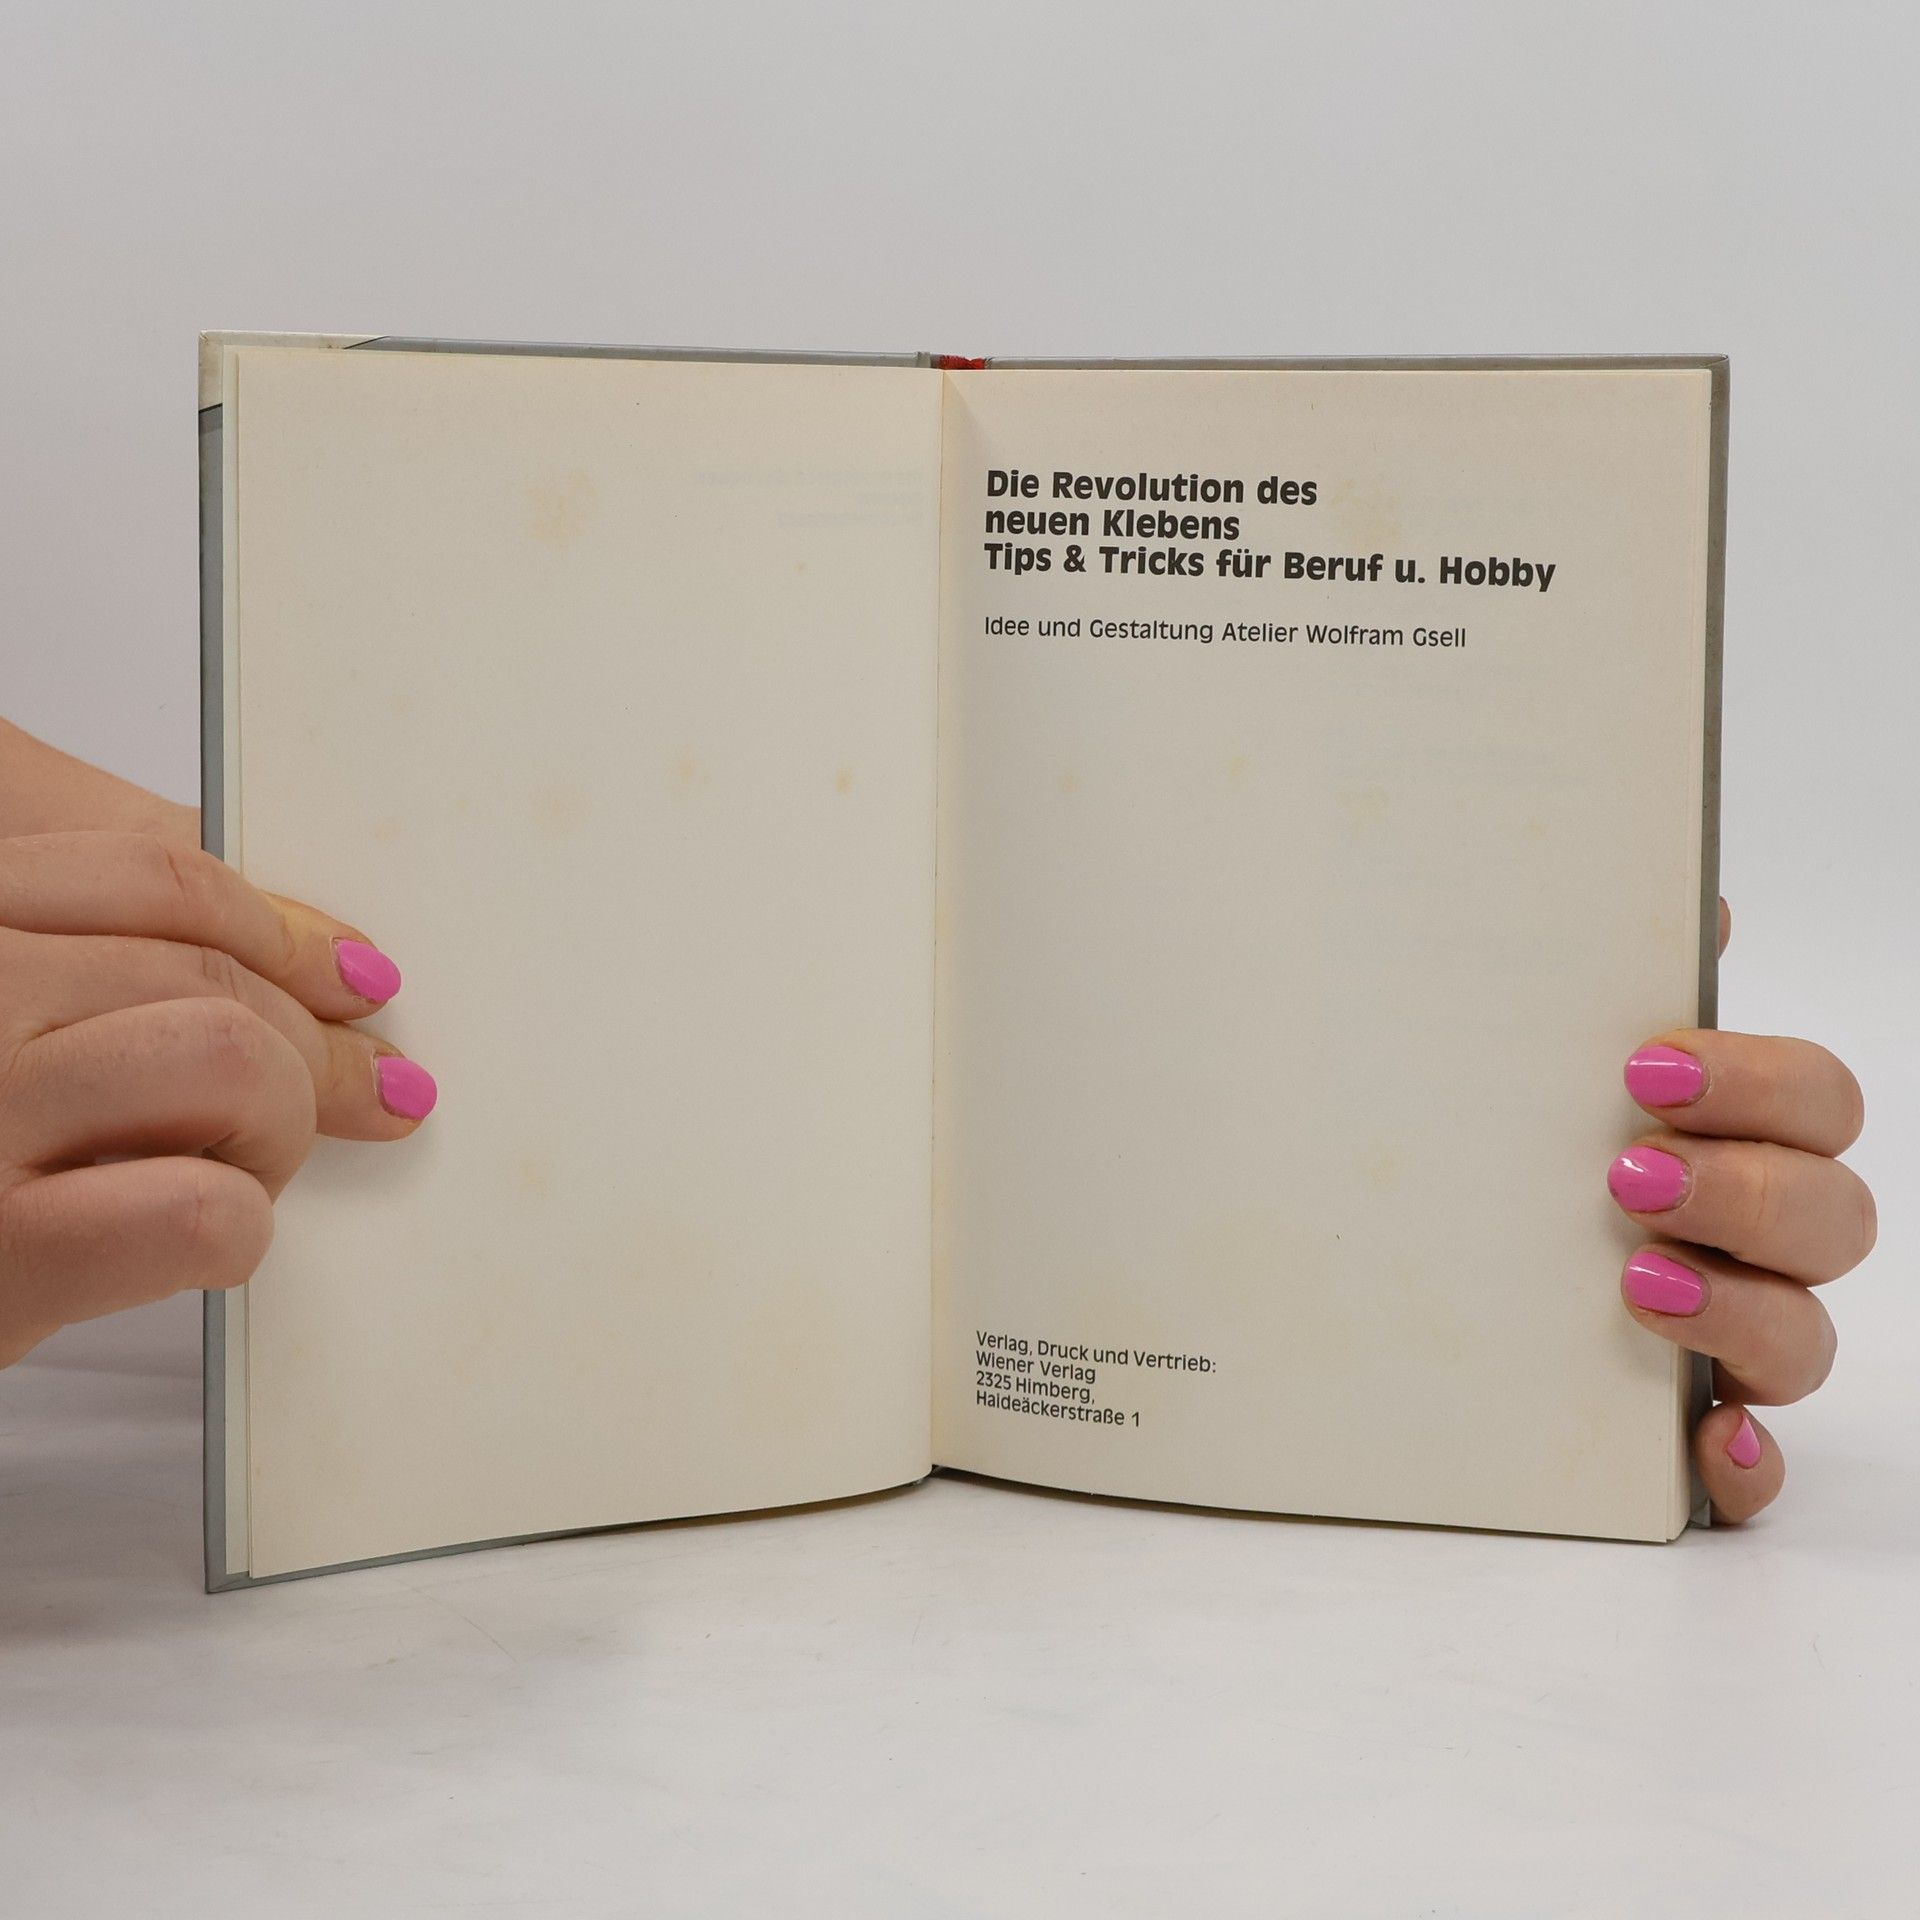 Die Revolution des
neuen Klebens
Tips & Tricks für Beruf u. Hobby
Idee und Gestaltung Atelier Wolfram Gsell
Verlag, Druck und Vertrieb:
Wiener Verlag
2325 Himberg,
Haideäckerstraße 1